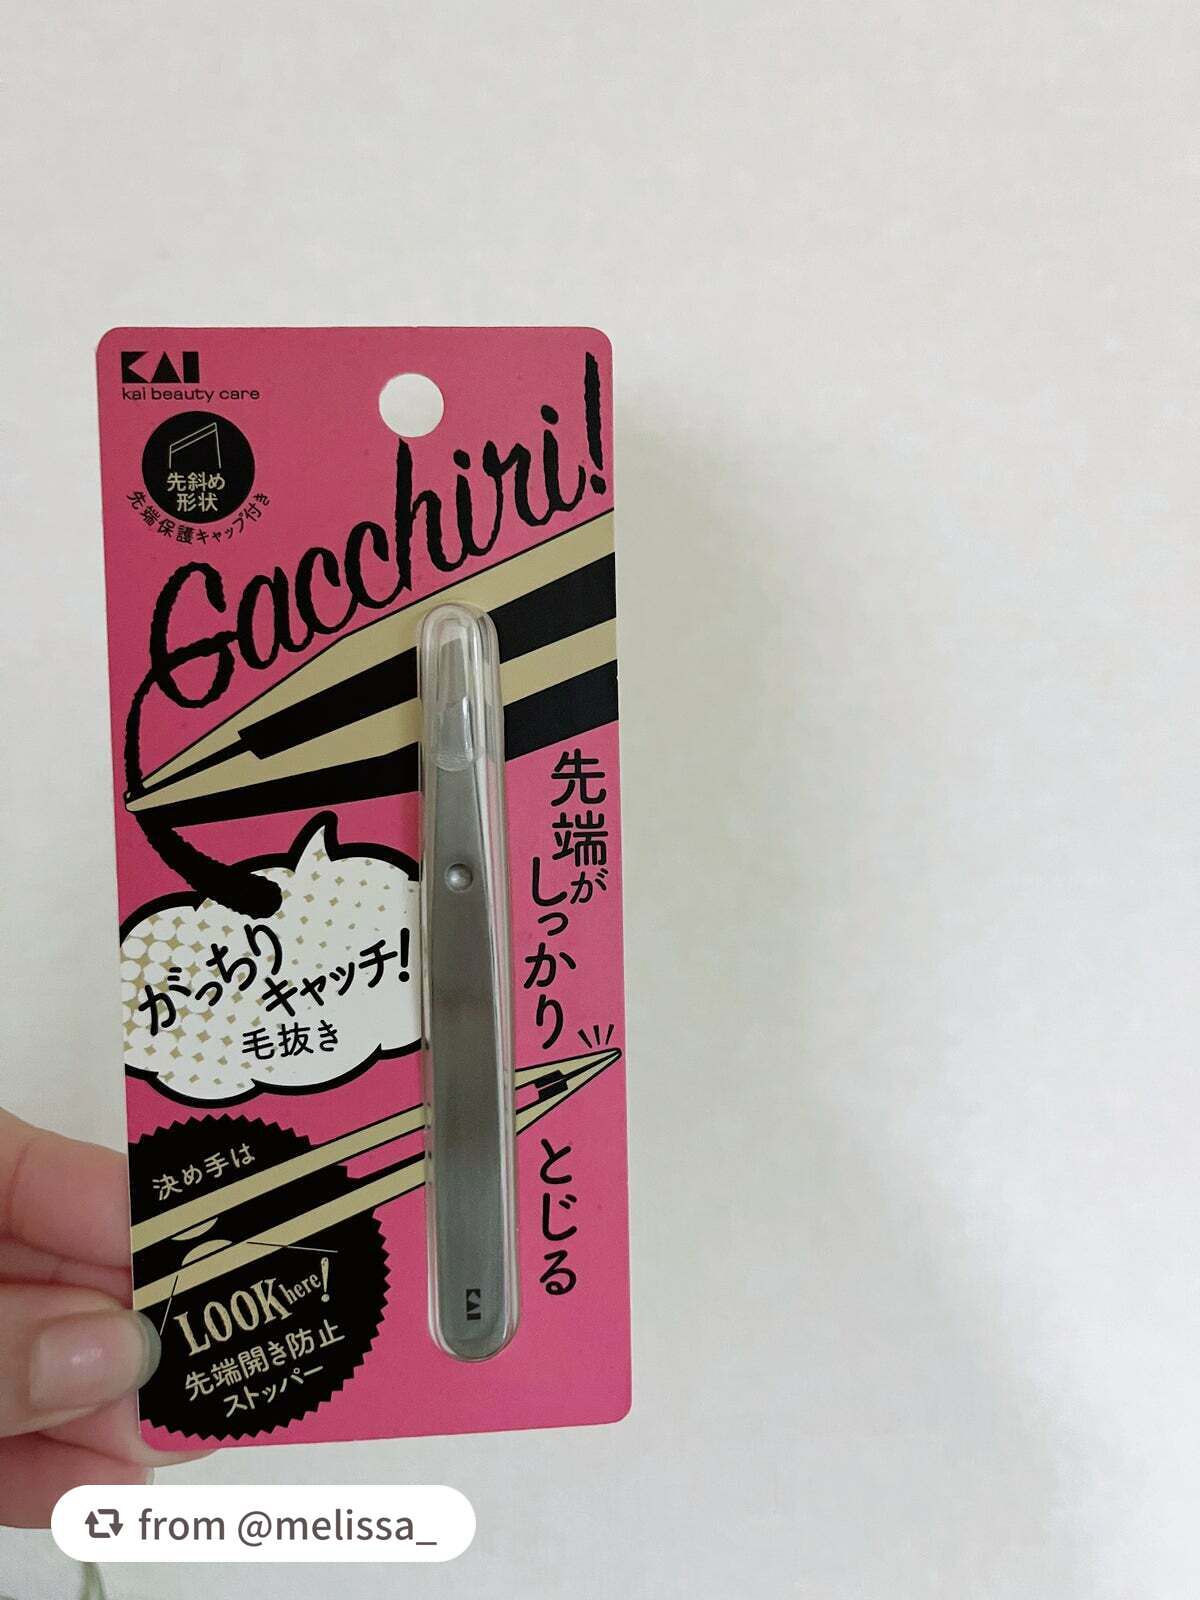 KAI
kai beauty care
先斜め
形状
先端保護キャップ付き
Gacchiri!
先端が
しっかり
とじる
がっちり
キャッチ!
毛抜き
決め手は
LOOK here!
先端開き防止
ストッパー
KAI
from @melissa_